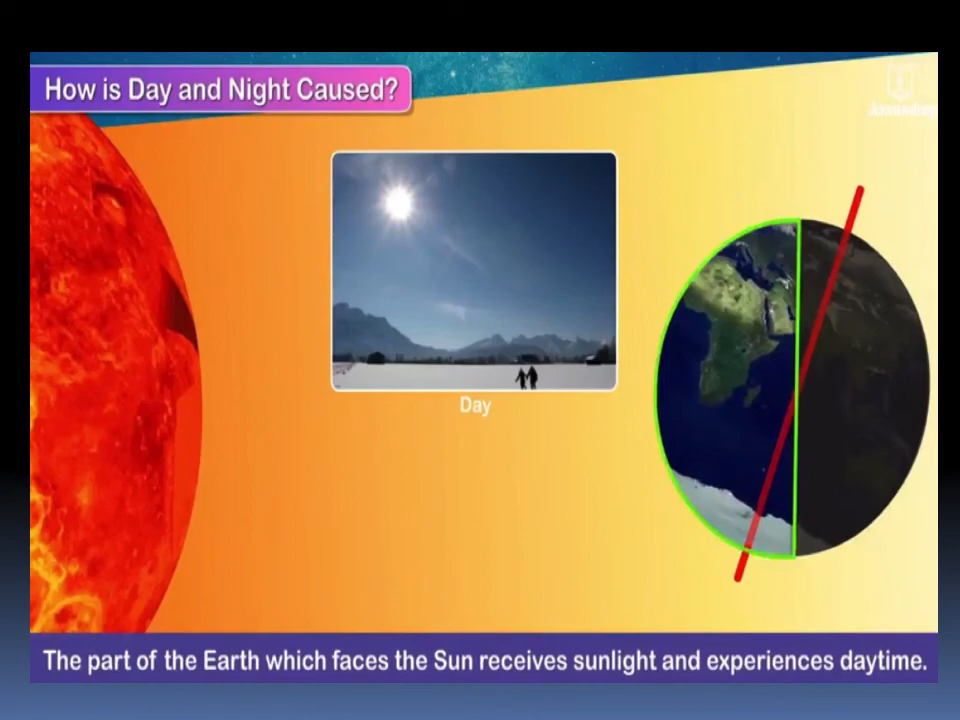 How is Day and Night Caused?
Day
The part of the Earth which faces the Sun receives sunlight and experiences daytime.